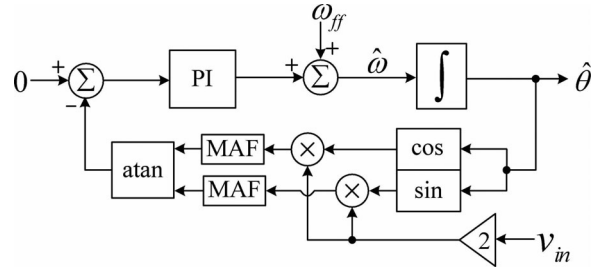 ω_ff
0 + Σ − PI + + Σ ω̂ ∫ θ̂
MAF × cos
atan
MAF × sin
2 v_in